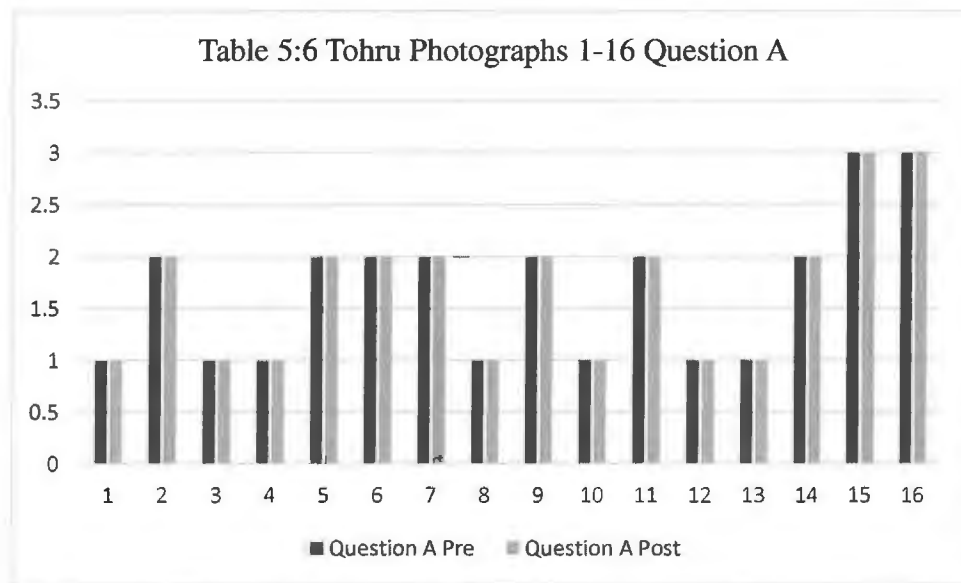 Table 5:6 Tohru Photographs 1-16 Question A
3.5
3
2.5
2
1.5
1
0.5
0
1 2 3 4 5 6 7 8 9 10 11 12 13 14 15 16
Question A Pre Question A Post